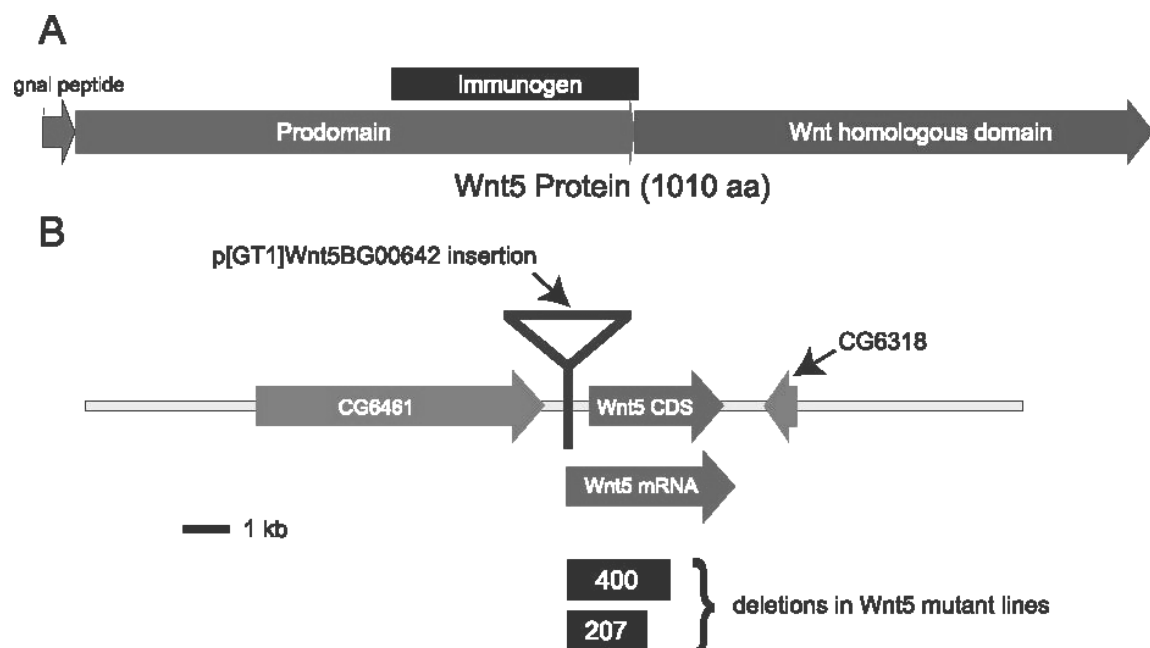 A
gnal peptide
Immunogen
Prodomain
Wnt homologous domain
Wnt5 Protein (1010 aa)
B
p[GT1]Wnt5BG00642 insertion
CG6318
CG6461
Wnt5 CDS
Wnt5 mRNA
1 kb
400
deletions in Wnt5 mutant lines
207